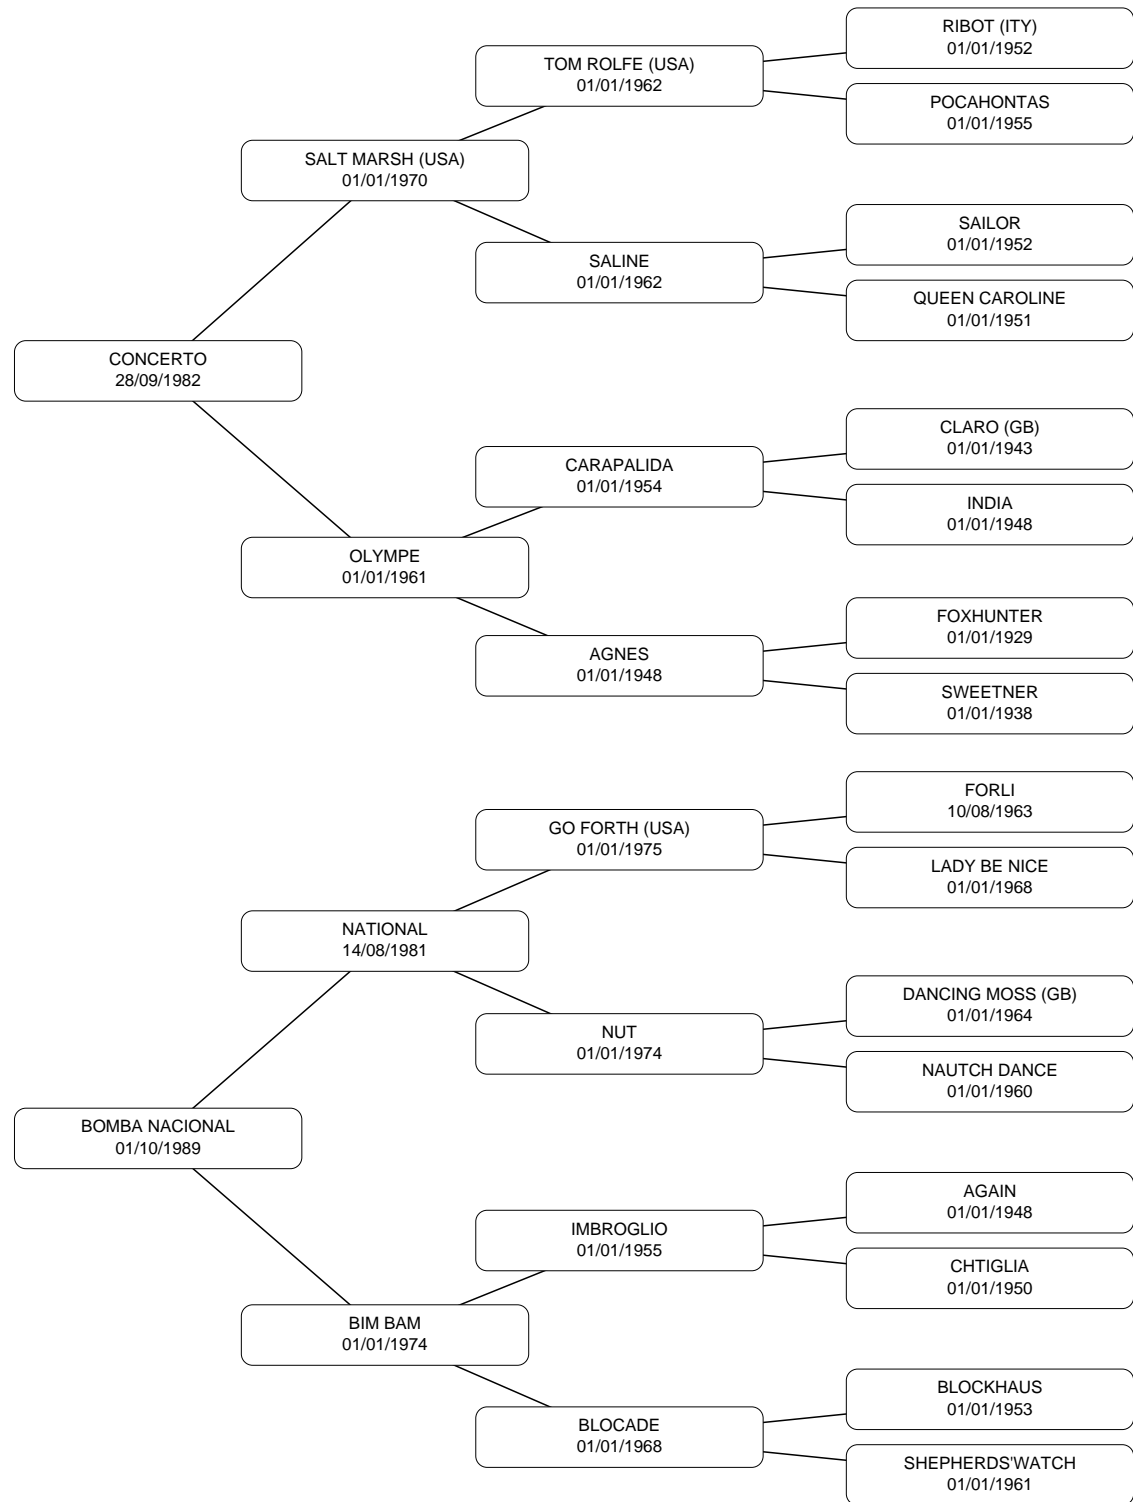 RIBOT (ITY)
01/01/1952
TOM ROLFE (USA)
01/01/1962
POCAHONTAS
01/01/1955
SALT MARSH (USA)
01/01/1970
SAILOR
01/01/1952
SALINE
01/01/1962
QUEEN CAROLINE
01/01/1951
CONCERTO
28/09/1982
CLARO (GB)
01/01/1943
CARAPALIDA
01/01/1954
INDIA
01/01/1948
OLYMPE
01/01/1961
FOXHUNTER
01/01/1929
AGNES
01/01/1948
SWEETNER
01/01/1938
FORLI
10/08/1963
GO FORTH (USA)
01/01/1975
LADY BE NICE
01/01/1968
NATIONAL
14/08/1981
DANCING MOSS (GB)
01/01/1964
NUT
01/01/1974
NAUTCH DANCE
01/01/1960
BOMBA NACIONAL
01/10/1989
AGAIN
01/01/1948
IMBROGLIO
01/01/1955
CHTIGLIA
01/01/1950
BIM BAM
01/01/1974
BLOCKHAUS
01/01/1953
BLOCADE
01/01/1968
SHEPHERDS'WATCH
01/01/1961